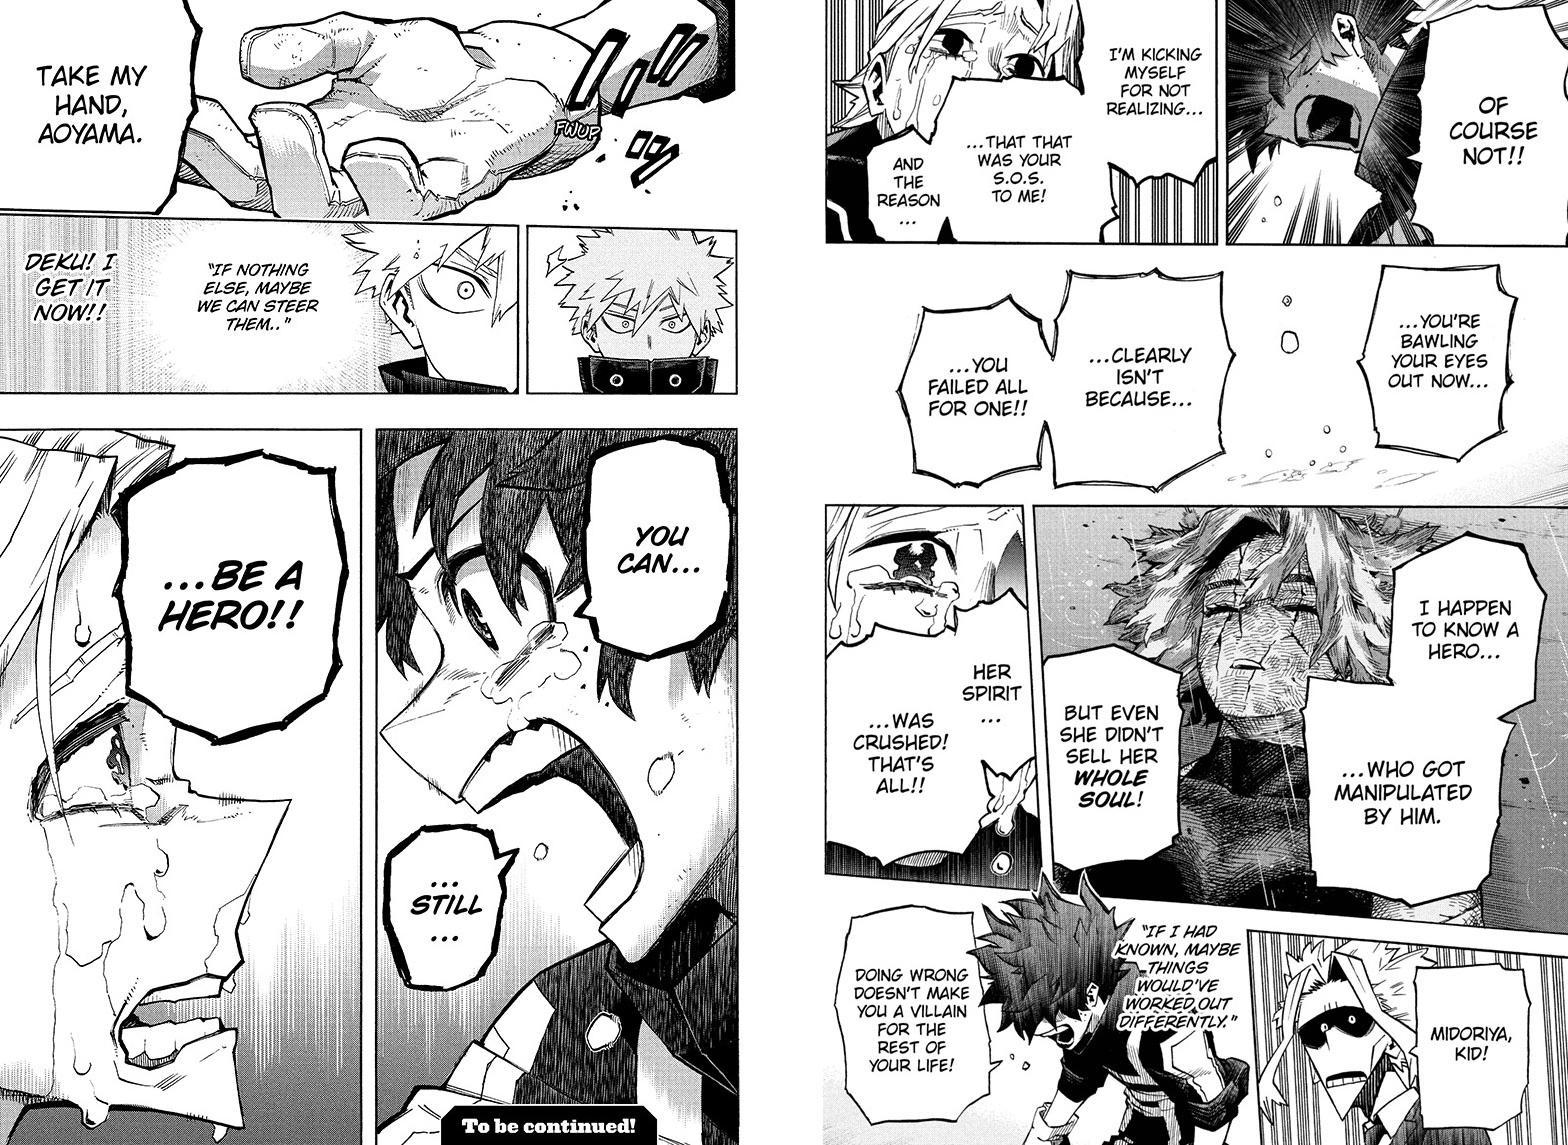 OF
COURSE
NOT!!
I'M KICKING
MYSELF
FOR NOT
REALIZING...
...THAT THAT
WAS YOUR
S.O.S.
TO ME!
AND
THE
REASON
...
...YOU'RE
BAWLING
YOUR EYES
OUT NOW...
...CLEARLY
ISN'T
BECAUSE...
...YOU
FAILED ALL
FOR ONE!!
I HAPPEN
TO KNOW A
HERO...
...WHO GOT
MANIPULATED
BY HIM.
BUT EVEN
SHE DIDN'T
SELL HER
WHOLE
SOUL!
HER
SPIRIT
...
...WAS
CRUSHED!
THAT'S
ALL!!
MIDORIYA,
KID!
"IF I HAD
KNOWN, MAYBE
THINGS
WOULD'VE
WORKED OUT
DIFFERENTLY."
DOING WRONG
DOESN'T MAKE
YOU A VILLAIN
FOR THE
REST OF
YOUR LIFE!
FWUP
TAKE MY
HAND,
AOYAMA.
"IF NOTHING
ELSE, MAYBE
WE CAN STEER
THEM.."
DEKU! I
GET IT
NOW!!
YOU
CAN...
...
STILL
...
...BE A
HERO!!
To be continued!